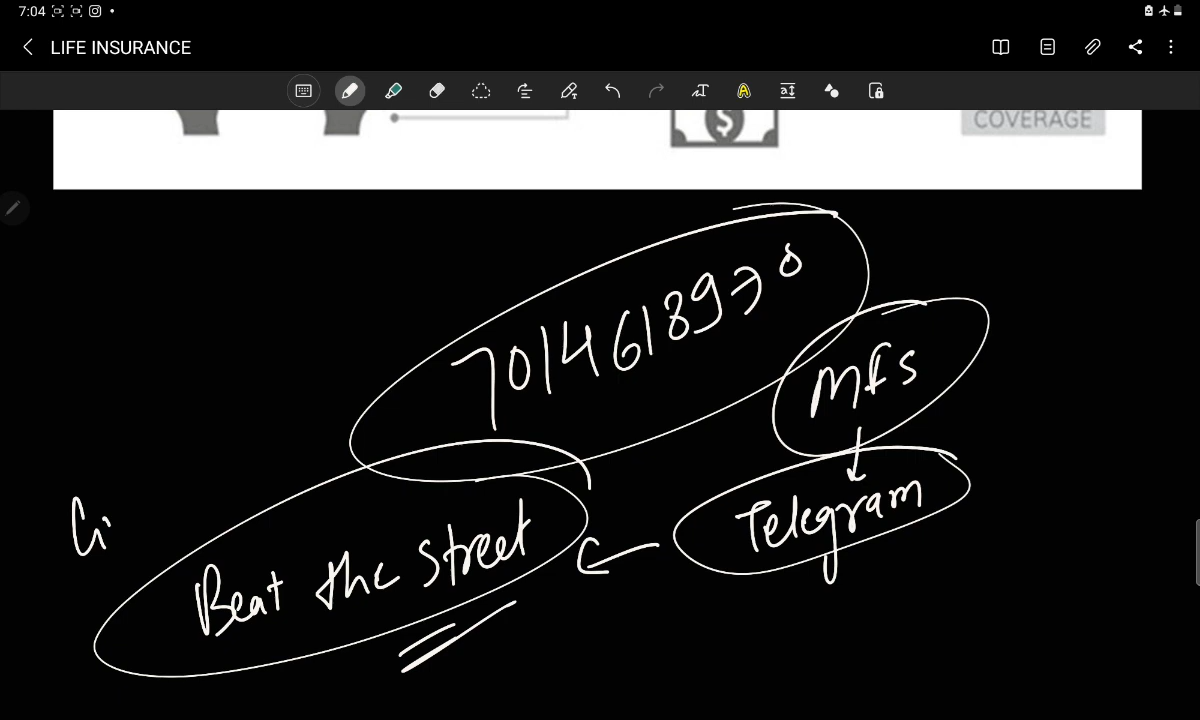 7:04
LIFE INSURANCE
COVERAGE
7014618970
MFS
Telegram
Beat the Street